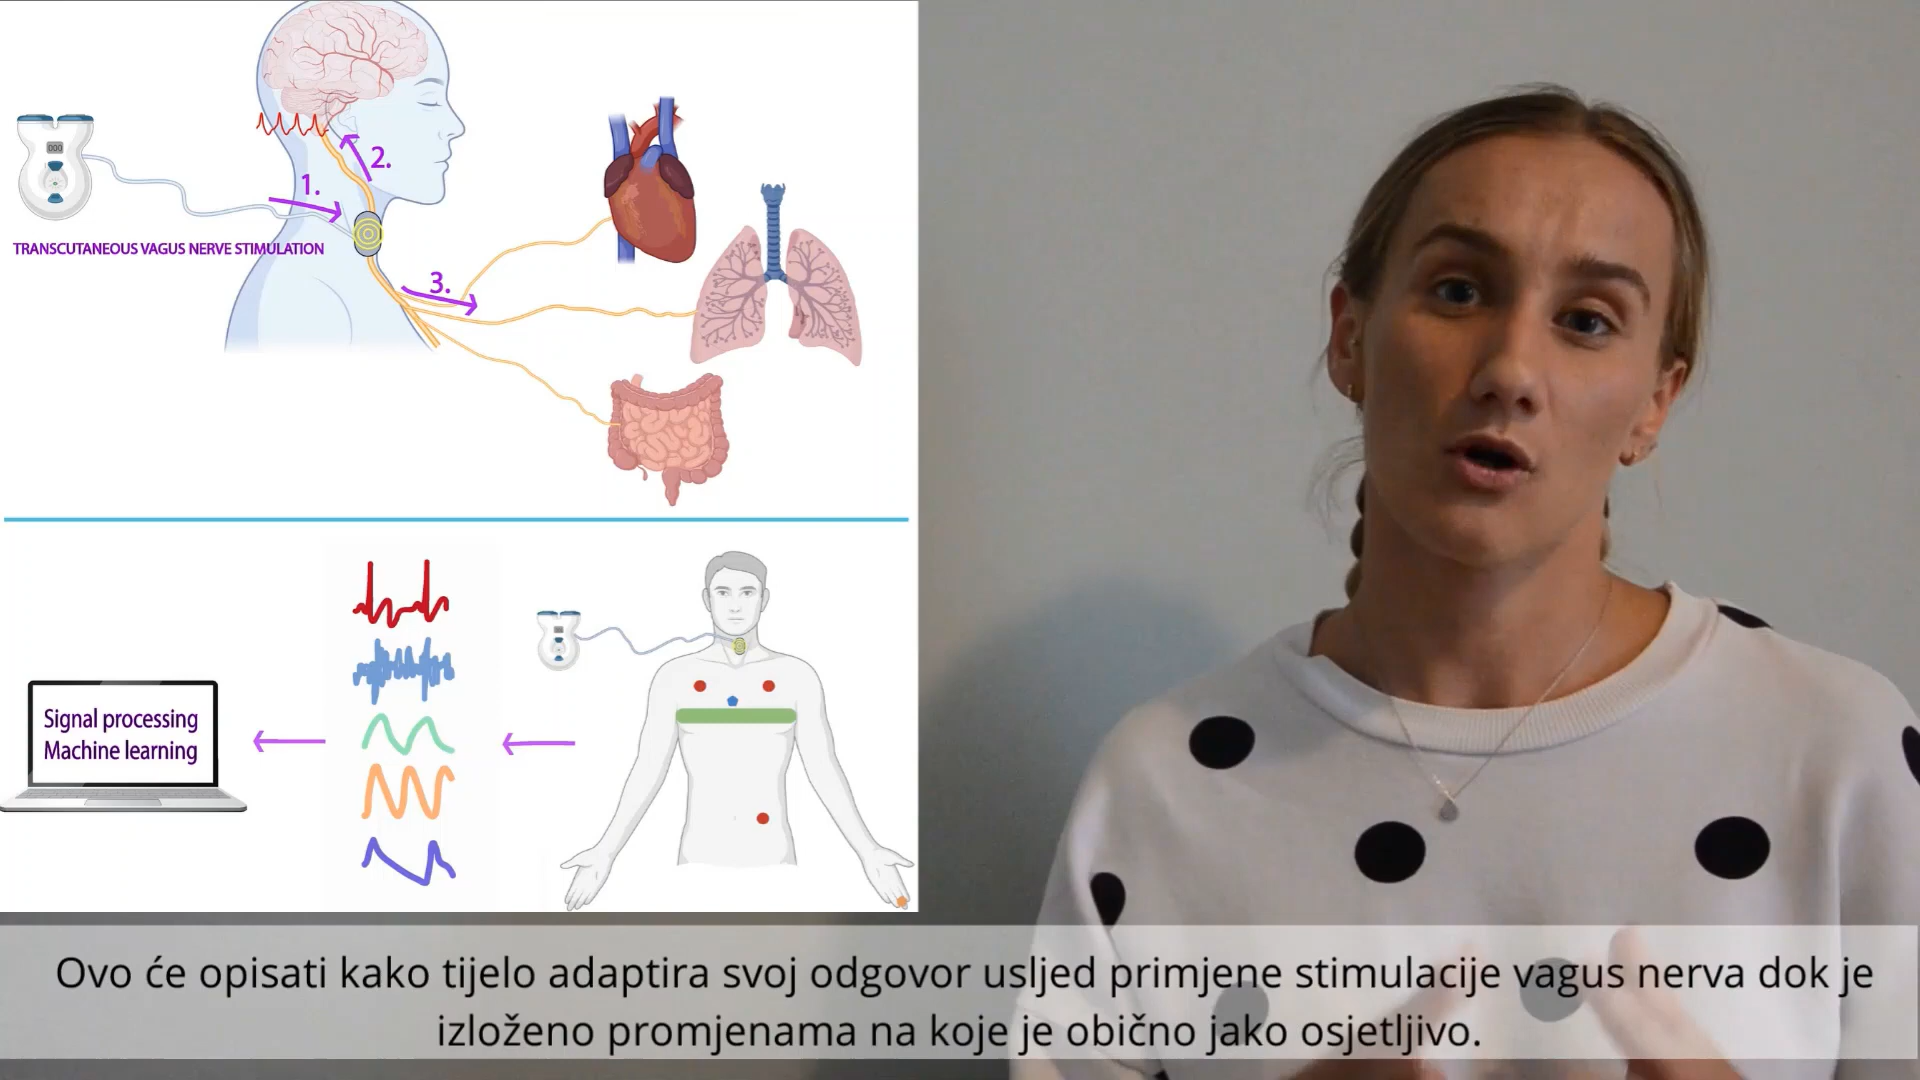 000
1.
2.
TRANSCUTANEOUS VAGUS NERVE STIMULATION
3.
Signal processing
Machine learning
Ovo će opisati kako tijelo adaptira svoj odgovor usljed primjene stimulacije vagus nerva dok je
izloženo promjenama na koje je obično jako osjetljivo.